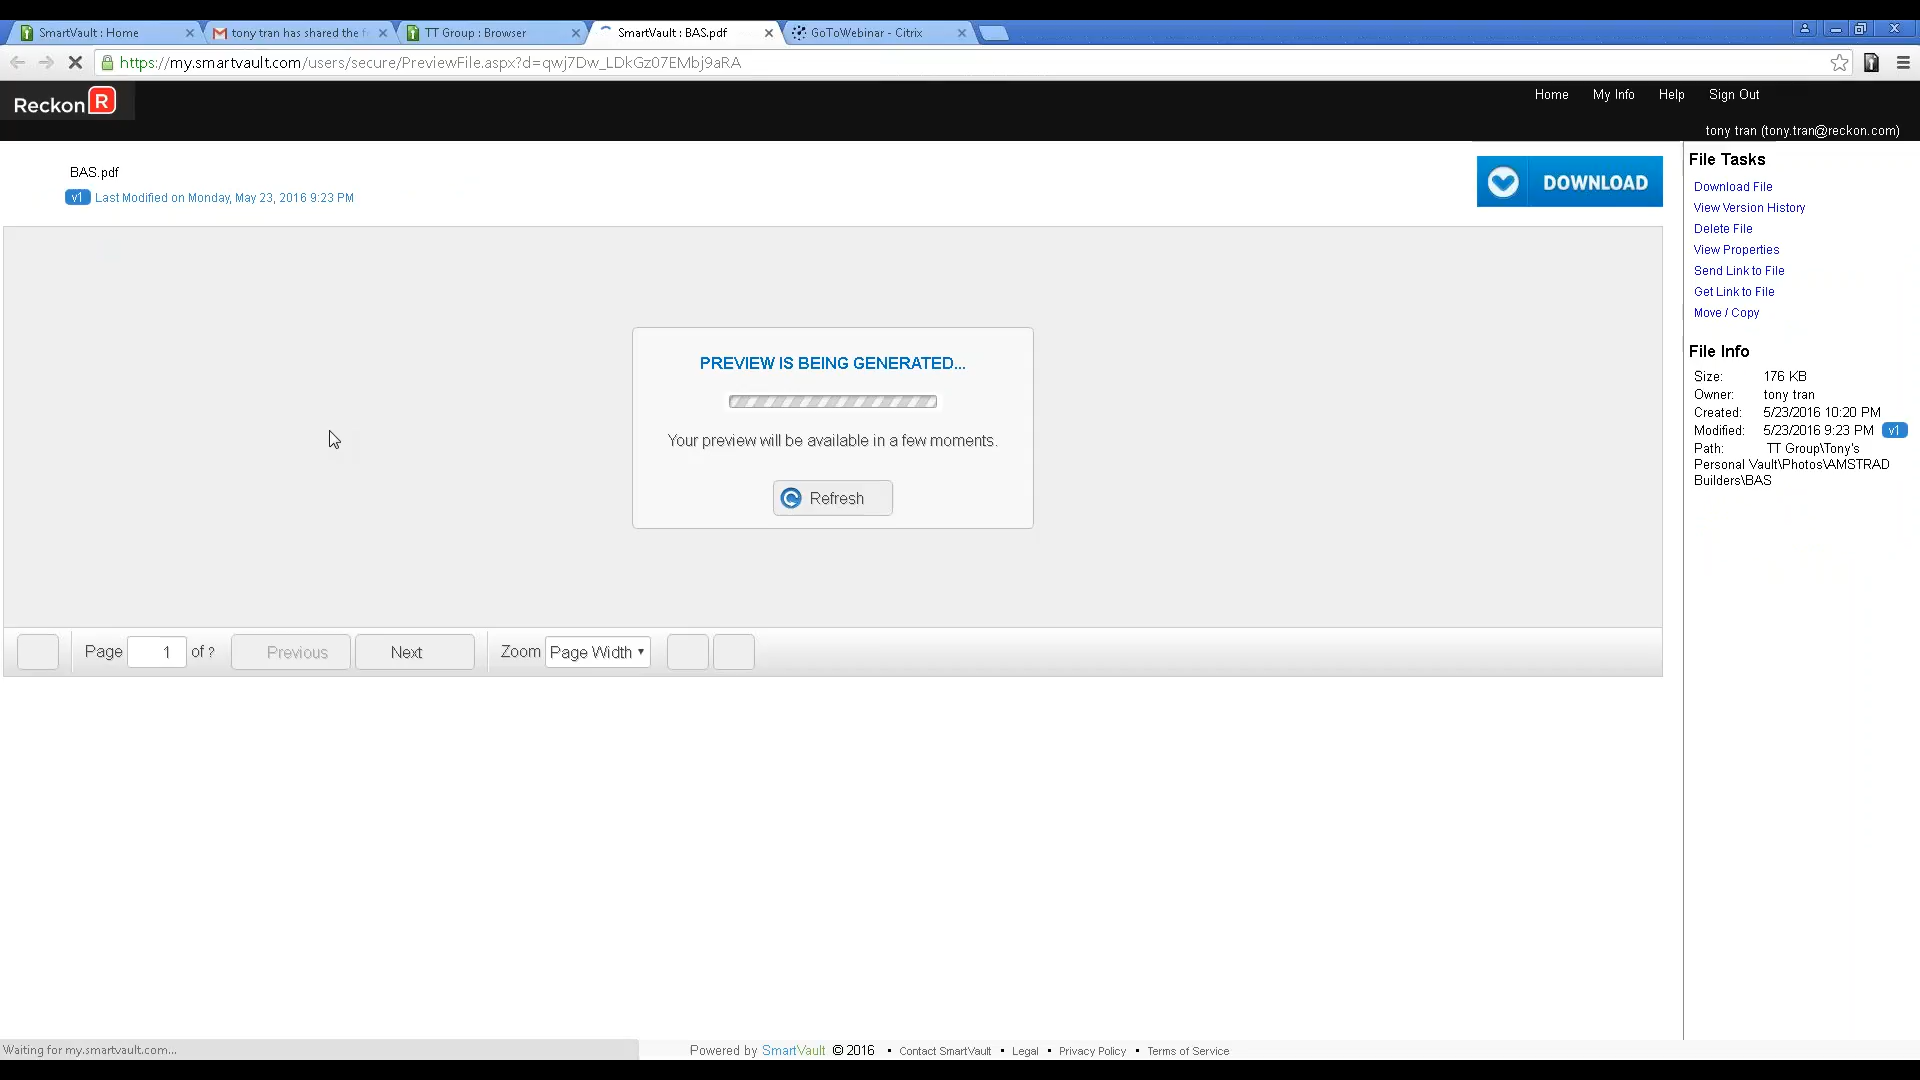 SmartVault : Home
tony tran has shared the f
TT Group : Browser
SmartVault : BAS.pdf
GoToWebinar - Citrix
https://my.smartvault.com/users/secure/PreviewFile.aspx?d=qwj7Dw_LDkGz07EMbj9aRA
Reckon R
Home My Info Help Sign Out
tony tran (tony.tran@reckon.com)
BAS.pdf
v1 Last Modified on Monday, May 23, 2016 9:23 PM
DOWNLOAD
File Tasks
Download File
View Version History
Delete File
View Properties
Send Link to File
Get Link to File
Move / Copy
File Info
Size: 176 KB
Owner: tony tran
Created: 5/23/2016 10:20 PM
Modified: 5/23/2016 9:23 PM v1
Path: TT Group\Tony's
Personal Vault\Photos\AMSTRAD
Builders\BAS
PREVIEW IS BEING GENERATED...
Your preview will be available in a few moments.
Refresh
Page 1 of ? Previous Next Zoom Page Width
Waiting for my.smartvault.com...
Powered by SmartVault © 2016 • Contact SmartVault • Legal • Privacy Policy • Terms of Service